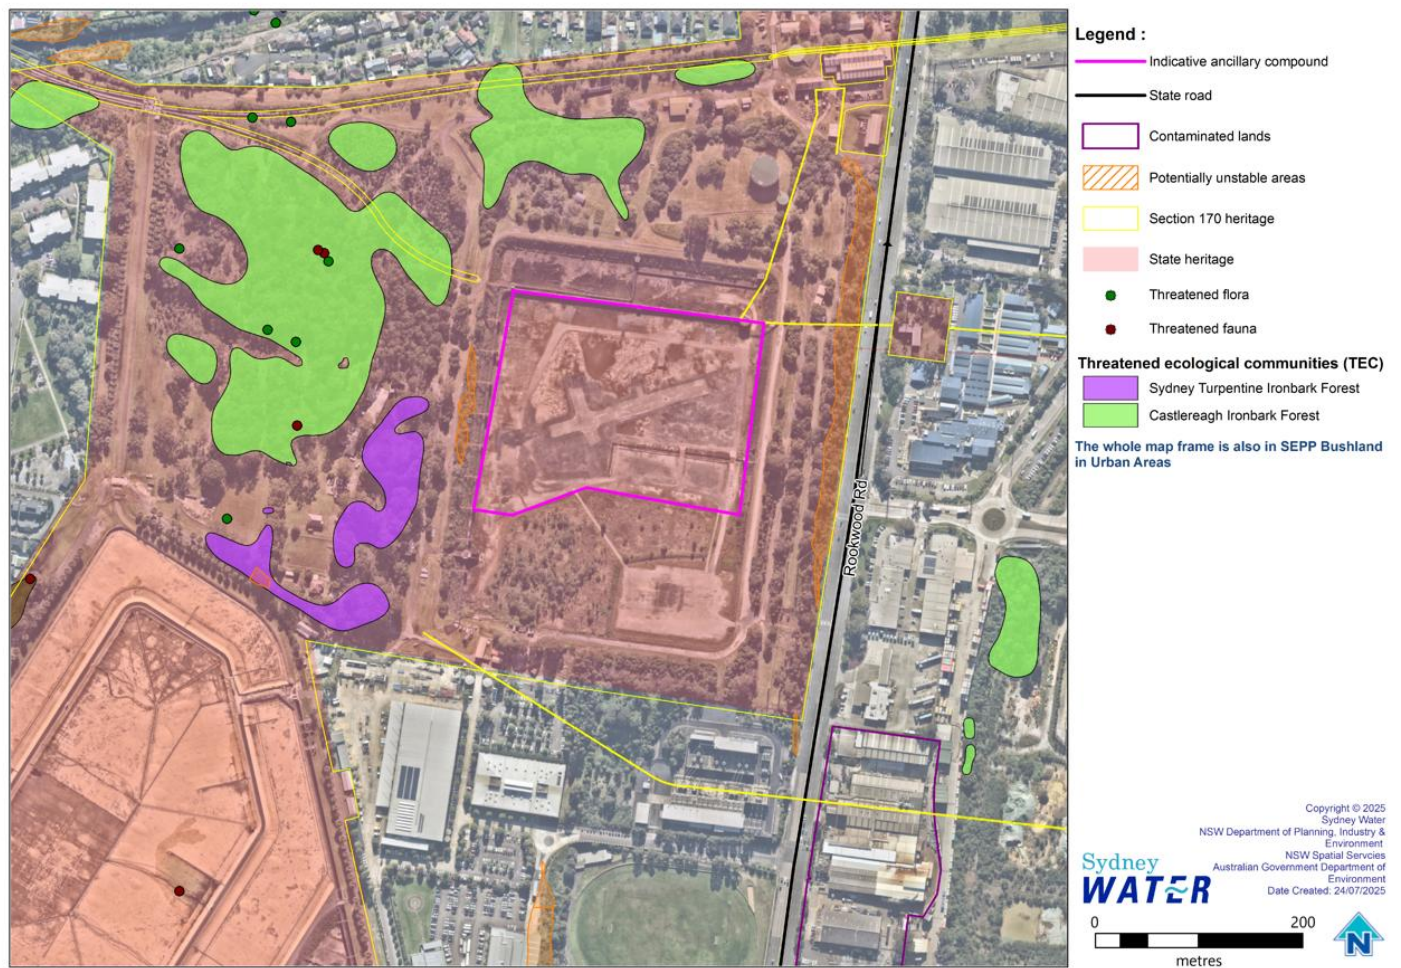 Legend :
Indicative ancillary compound
State road
Contaminated lands
Potentially unstable areas
Section 170 heritage
State heritage
Threatened flora
Threatened fauna
Threatened ecological communities (TEC)
Sydney Turpentine Ironbark Forest
Castlereagh Ironbark Forest
The whole map frame is also in SEPP Bushland
in Urban Areas
Rookwood Rd
Copyright © 2025
Sydney Water
NSW Department of Planning, Industry &
Environment
NSW Spatial Servcies
Australian Government Department of
Environment
Date Created: 24/07/2025
Sydney
WATER
0 200
metres
N